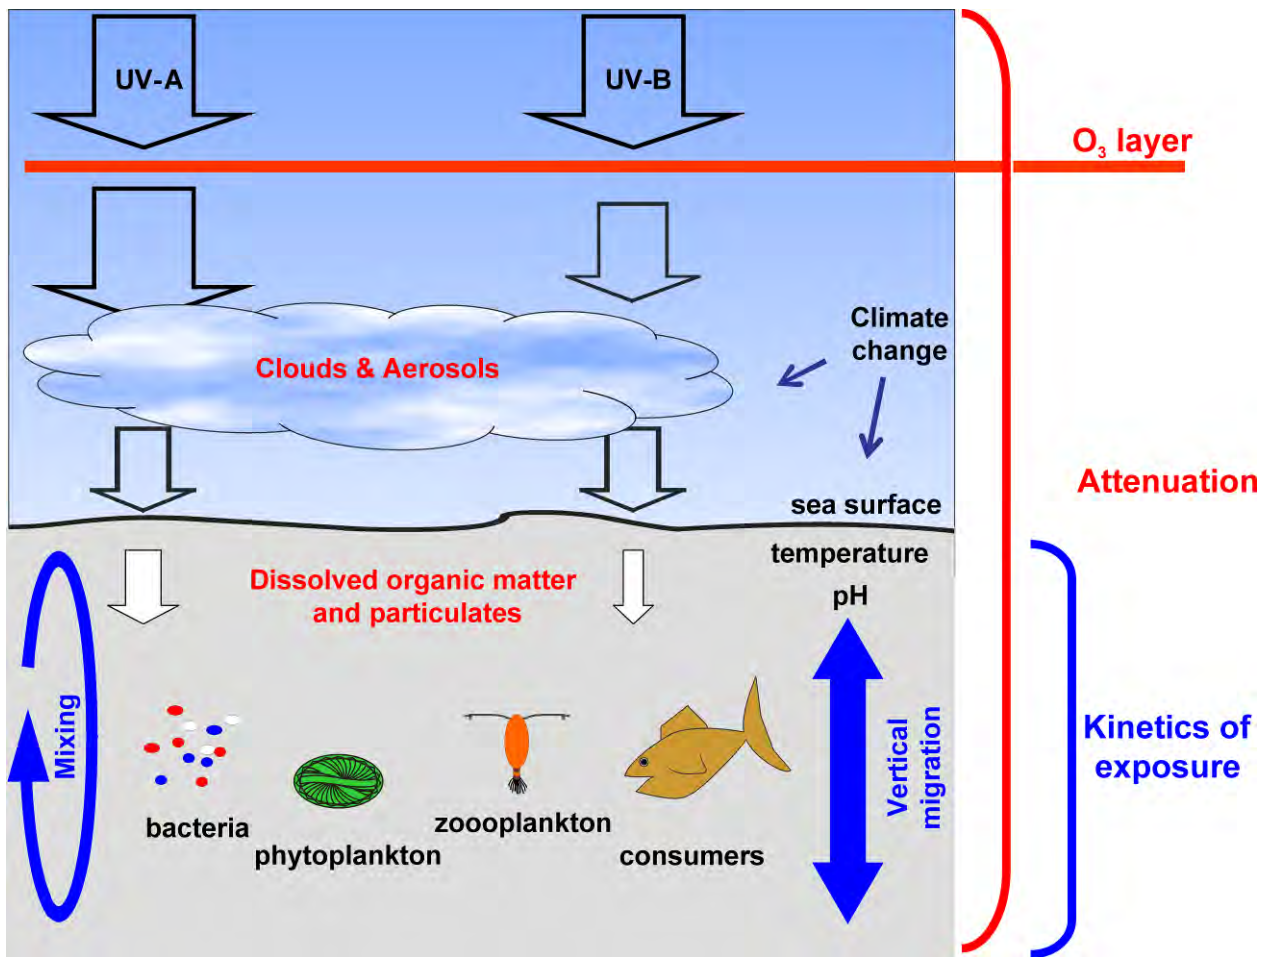 UV-A
UV-B
O₃ layer
Climate
change
Clouds & Aerosols
Attenuation
sea surface
temperature
Dissolved organic matter
and particulates
pH
Mixing
Vertical
migration
Kinetics of
exposure
bacteria
phytoplankton
zoooplankton
consumers